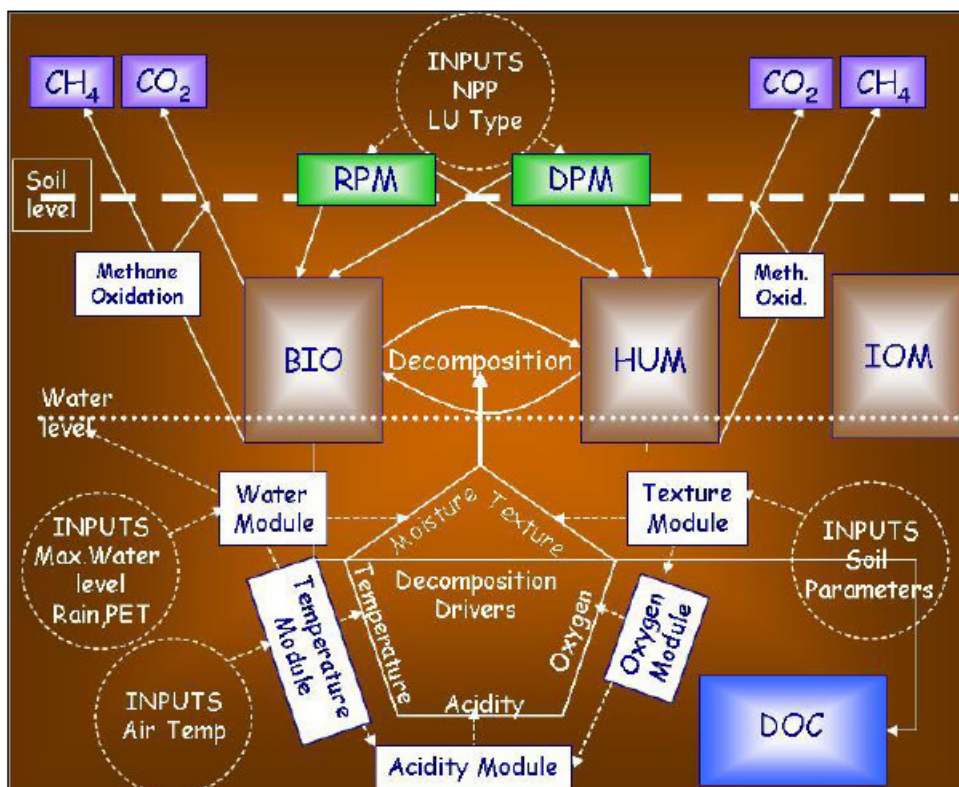 INPUTS
NPP
LU Type
CH₄
CO₂
CO₂
CH₄
RPM
DPM
Soil
level
Methane
Oxidation
Meth.
Oxid.
BIO
Decomposition
HUM
IOM
Water
level
Water
Module
Moisture
Texture
Texture
Module
INPUTS
Max.Water
level
Rain,PET
INPUTS
Soil
Parameters
Temperature
Module
Temperature
Decomposition
Drivers
Oxygen
Oxygen
Module
INPUTS
Air Temp
Acidity
Acidity Module
DOC